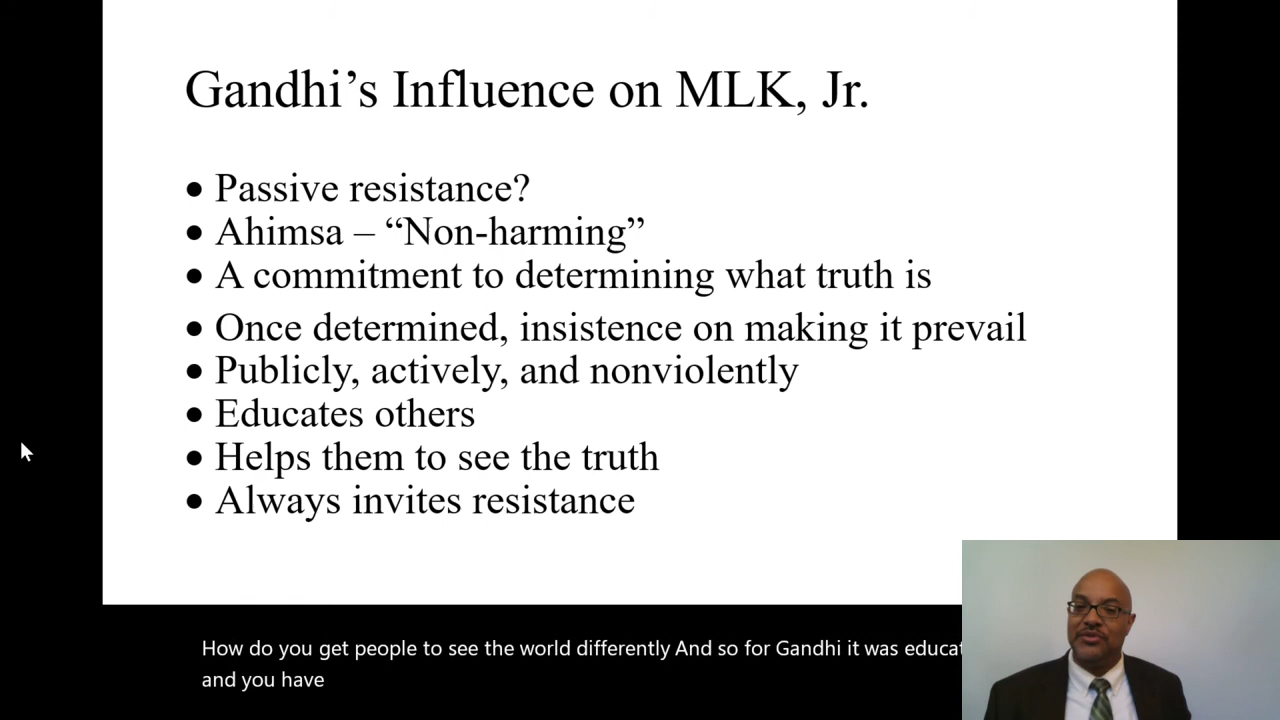 Gandhi’s Influence on MLK, Jr.
• Passive resistance?
• Ahimsa – “Non-harming”
• A commitment to determining what truth is
• Once determined, insistence on making it prevail
• Publicly, actively, and nonviolently
• Educates others
• Helps them to see the truth
• Always invites resistance
How do you get people to see the world differently And so for Gandhi it was educat
and you have